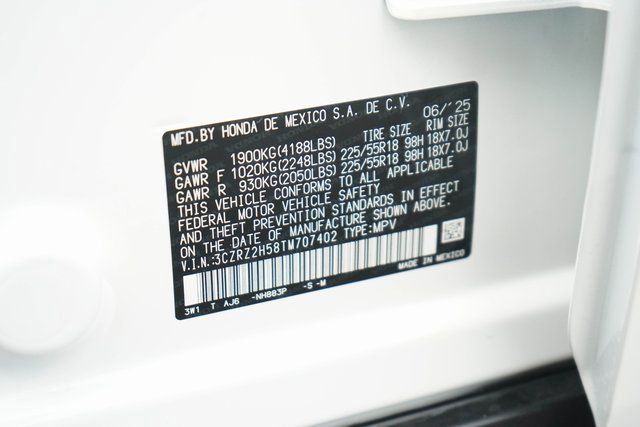 MFD.BY HONDA DE MEXICO S.A. DE C.V. 06/'25
GVWR 1900KG(4188LBS) TIRE SIZE RIM SIZE
GAWR F 1020KG(2248LBS) 225/55R18 98H 18X7.0J
GAWR R 930KG(2050LBS) 225/55R18 98H 18X7.0J
THIS VEHICLE CONFORMS TO ALL APPLICABLE
FEDERAL MOTOR VEHICLE SAFETY
AND THEFT PREVENTION STANDARDS IN EFFECT
ON THE DATE OF MANUFACTURE SHOWN ABOVE.
V.I.N.:3CZRZ2H58TM707402 TYPE:MPV
MADE IN MEXICO
3W1 T AJ6 -NH883P -S -M